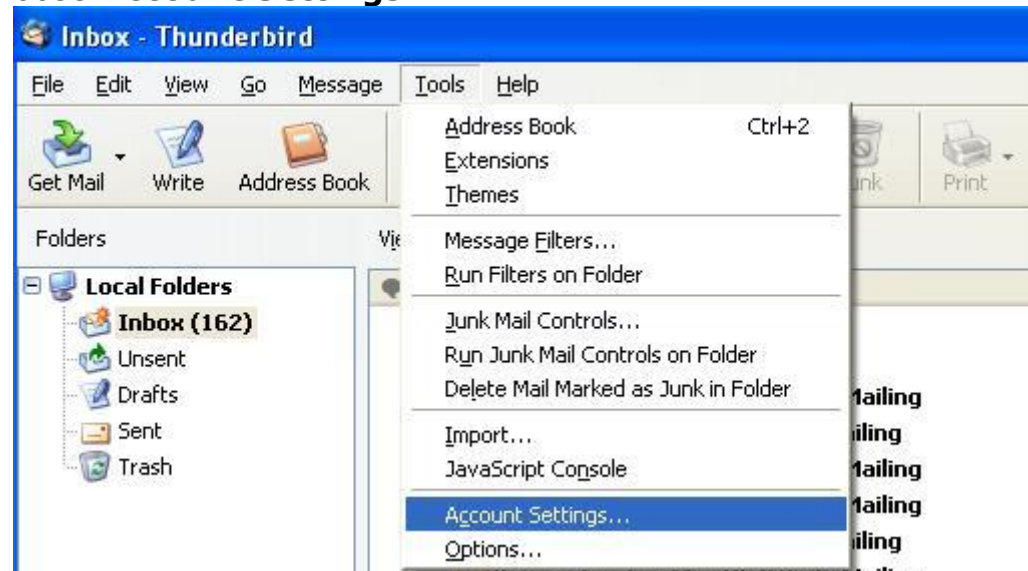 Inbox - Thunderbird
File Edit View Go Message Tools Help
Get Mail Write Address Book Print
Address Book Ctrl+2
Extensions
Themes
Message Filters...
Run Filters on Folder
Junk Mail Controls...
Run Junk Mail Controls on Folder
Delete Mail Marked as Junk in Folder
Import...
JavaScript Console
Account Settings...
Options...
Folders
Local Folders
Inbox (162)
Unsent
Drafts
Sent
Trash